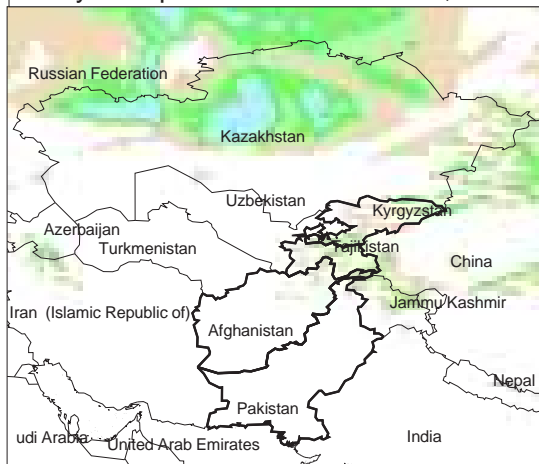 Russian Federation
Kazakhstan
Uzbekistan
Kyrgyzstan
Azerbaijan
Turkmenistan
Tajikistan
China
Iran (Islamic Republic of)
Jammu Kashmir
Afghanistan
Nepal
Pakistan
udi Arabia
United Arab Emirates
India